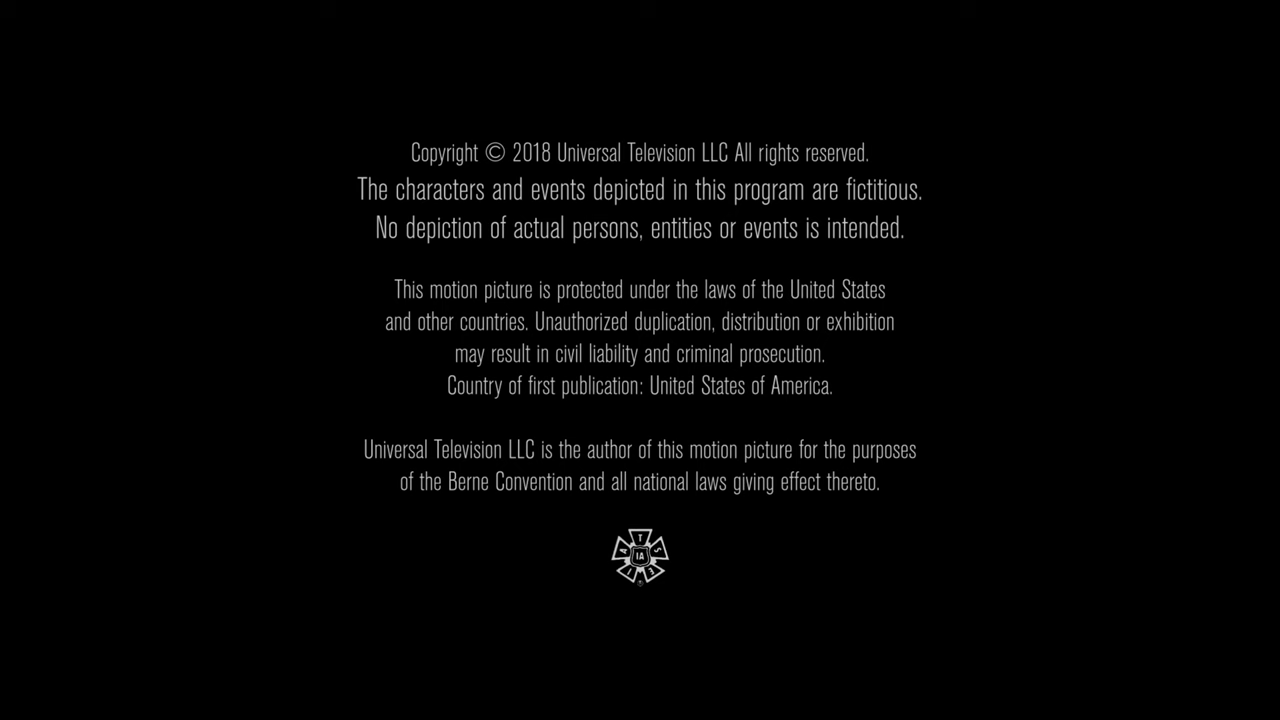 Copyright © 2018 Universal Television LLC All rights reserved.
The characters and events depicted in this program are fictitious.
No depiction of actual persons, entities or events is intended.
This motion picture is protected under the laws of the United States
and other countries. Unauthorized duplication, distribution or exhibition
may result in civil liability and criminal prosecution.
Country of first publication: United States of America.
Universal Television LLC is the author of this motion picture for the purposes
of the Berne Convention and all national laws giving effect thereto.
I A T S E
IA